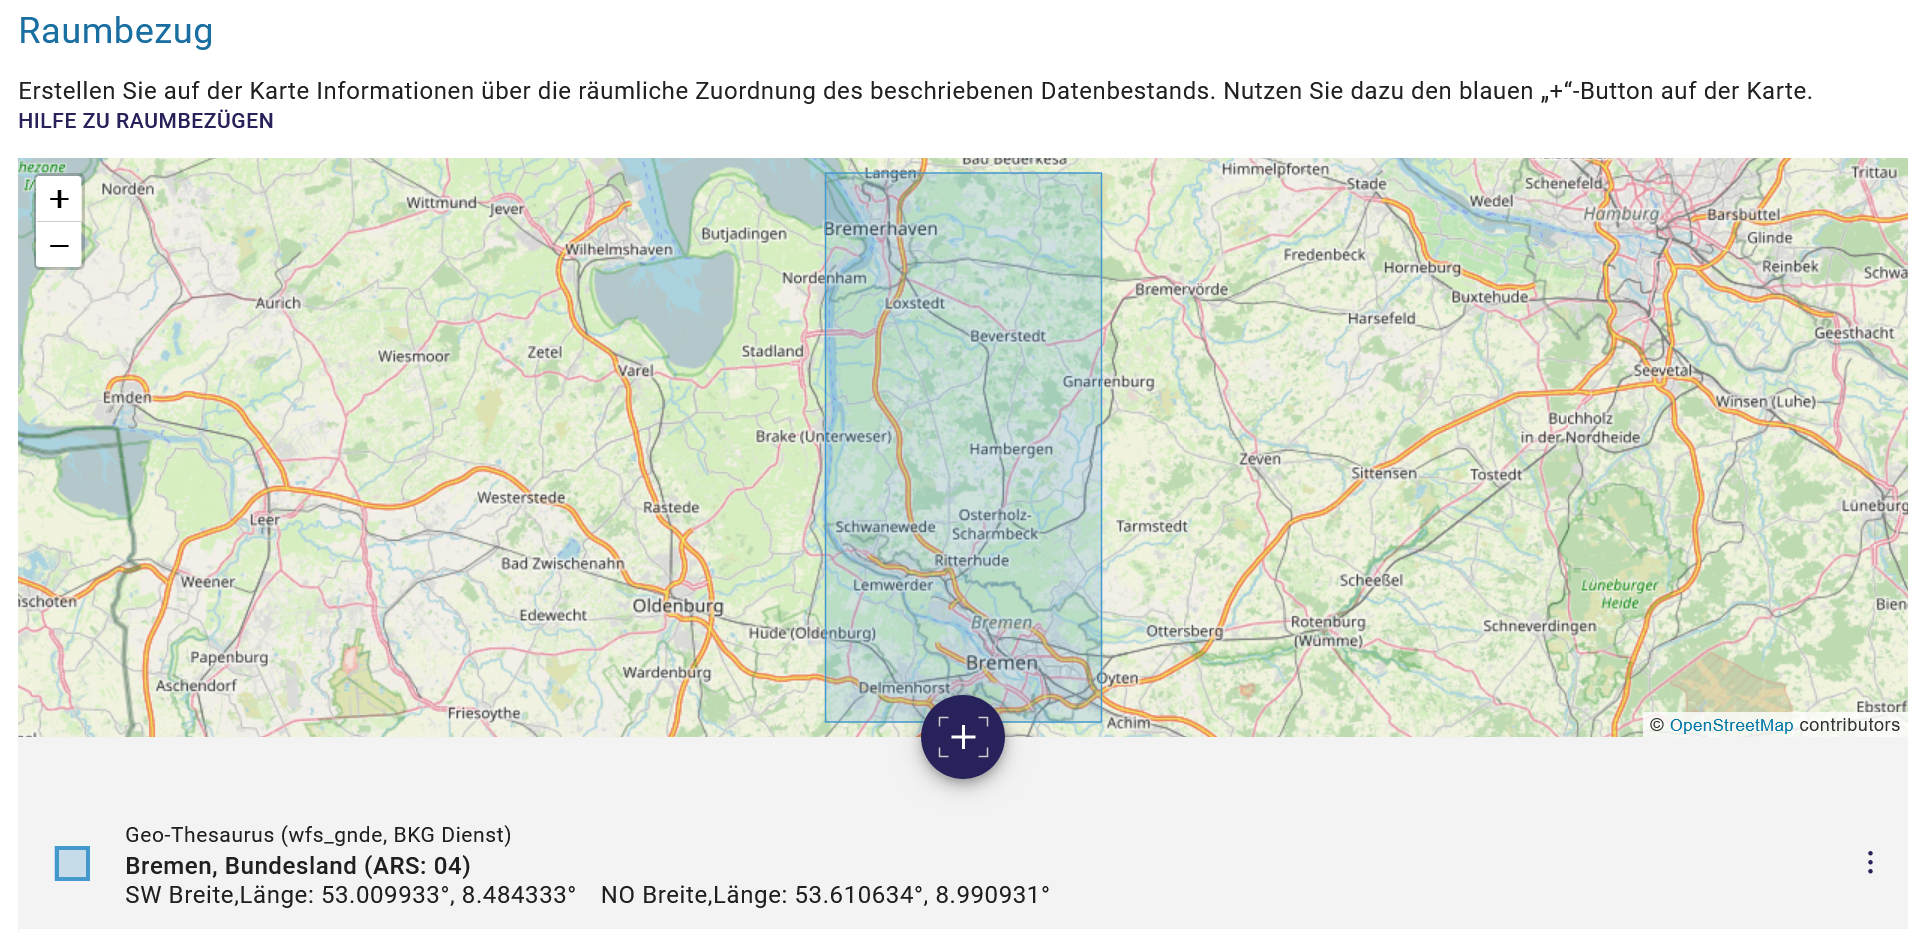 Raumbezug
Erstellen Sie auf der Karte Informationen über die räumliche Zuordnung des beschriebenen Datenbestands. Nutzen Sie dazu den blauen „+“-Button auf der Karte.
HILFE ZU RAUMBEZÜGEN
+
−
Norden
Wittmund
Jever
Wilhelmshaven
Butjadingen
Langen
Bad Bederkesa
Bremerhaven
Nordenham
Himmelpforten
Stade
Schenefeld
Trittau
Wedel
Hamburg
Barsbüttel
Glinde
Fredenbeck
Horneburg
Reinbek
Schwa
Aurich
Loxstedt
Bremervörde
Buxtehude
Harsefeld
Geesthacht
Beverstedt
Wiesmoor
Zetel
Stadland
Varel
Gnarrenburg
Seevetal
Emden
Winsen (Luhe)
Buchholz
in der Nordheide
Brake (Unterweser)
Hambergen
Zeven
Sittensen
Tostedt
Westerstede
Rastede
Leer
Schwanewede
Osterholz-
Scharmbeck
Tarmstedt
Lüneburg
Bad Zwischenahn
Ritterhude
Weener
Lemwerder
Scheeßel
Lüneburger
Heide
schoten
Edewecht
Oldenburg
Bremen
Hude (Oldenburg)
Ottersberg
Rotenburg
(Wümme)
Schneverdingen
Bien
Papenburg
Bremen
Wardenburg
Aschendorf
Delmenhorst
Oyten
Friesoythe
Achim
Ebstorf
© OpenStreetMap contributors
+
Geo-Thesaurus (wfs_gnde, BKG Dienst)
Bremen, Bundesland (ARS: 04)
SW Breite,Länge: 53.009933°, 8.484333° NO Breite,Länge: 53.610634°, 8.990931°